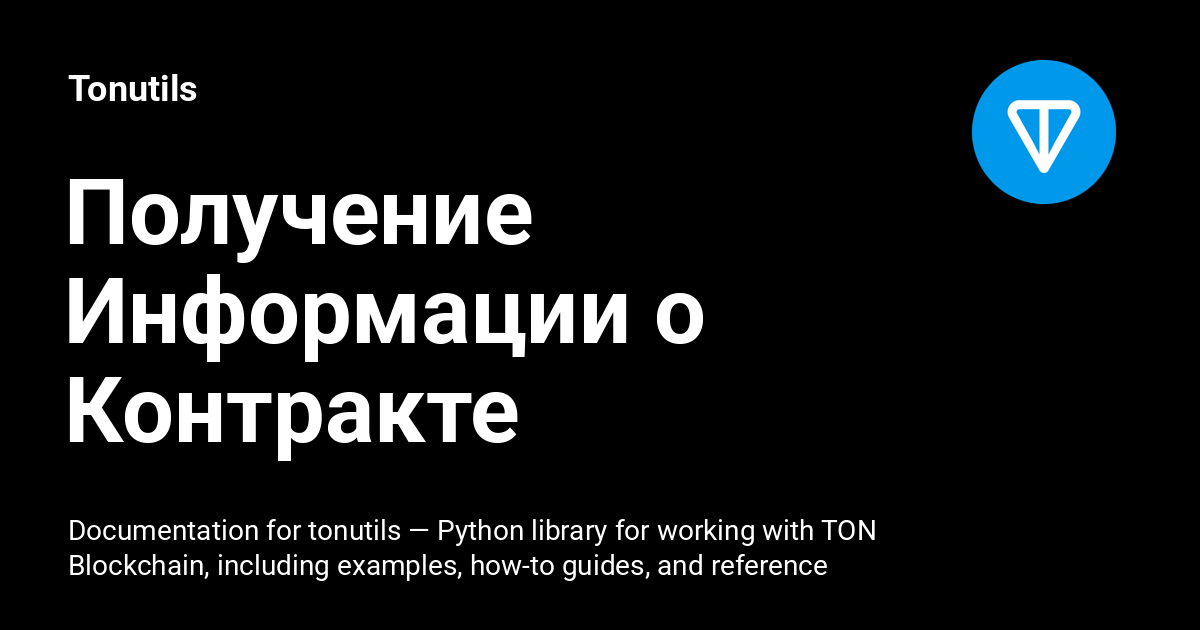 Tonutils
Получение
Информации о
Контракте
Documentation for tonutils — Python library for working with TON
Blockchain, including examples, how-to guides, and reference